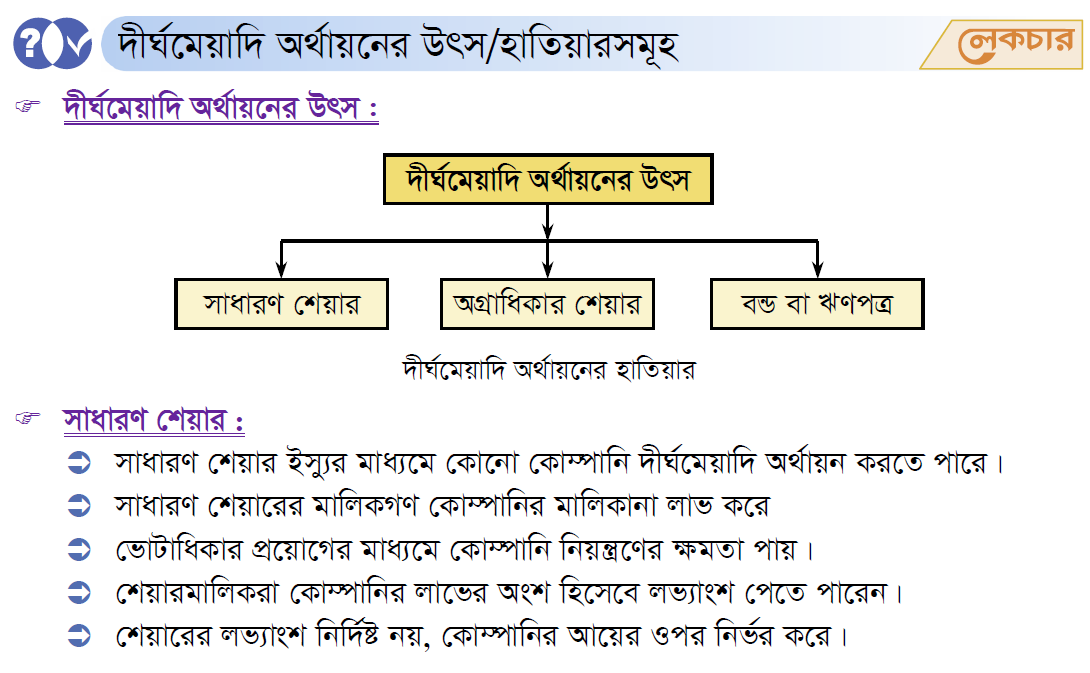 দীর্ঘমেয়াদি অর্থায়নের উৎস/হাতিয়ারসমূহ
লেকচার
দীর্ঘমেয়াদি অর্থায়নের উৎস :
দীর্ঘমেয়াদি অর্থায়নের উৎস
সাধারণ শেয়ার
অগ্রাধিকার শেয়ার
বন্ড বা ঋণপত্র
দীর্ঘমেয়াদি অর্থায়নের হাতিয়ার
সাধারণ শেয়ার :
সাধারণ শেয়ার ইস্যুর মাধ্যমে কোনো কোম্পানি দীর্ঘমেয়াদি অর্থায়ন করতে পারে।
সাধারণ শেয়ারের মালিকগণ কোম্পানির মালিকানা লাভ করে
ভোটাধিকার প্রয়োগের মাধ্যমে কোম্পানি নিয়ন্ত্রণের ক্ষমতা পায়।
শেয়ারমালিকরা কোম্পানির লাভের অংশ হিসেবে লভ্যাংশ পেতে পারেন।
শেয়ারের লভ্যাংশ নির্দিষ্ট নয়, কোম্পানির আয়ের ওপর নির্ভর করে।